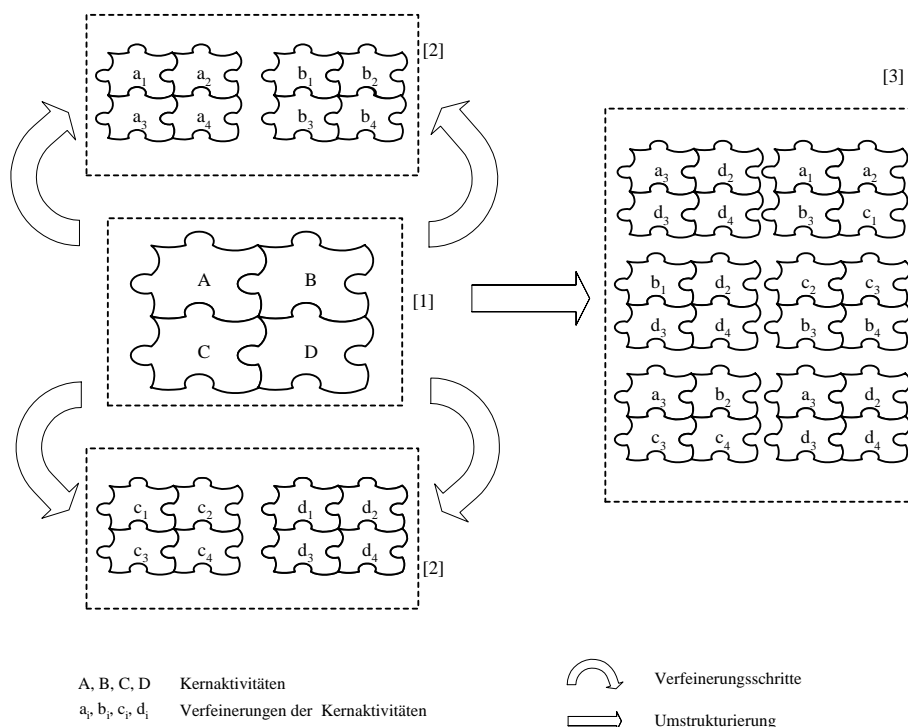 [2]
a1 a2 b1 b2
a3 a4 b3 b4
[3]
a3 d2 a1 a2
d3 d4 b3 c1
A B
[1]
C D
b1 d2 c2 c3
d3 d4 b3 b4
a3 b2 a3 d2
c3 c4 d3 d4
c1 c2 d1 d2
c3 c4 d3 d4
[2]
A, B, C, D Kernaktivitäten
ai, bi, ci, di Verfeinerungen der Kernaktivitäten
Verfeinerungsschritte
Umstrukturierung